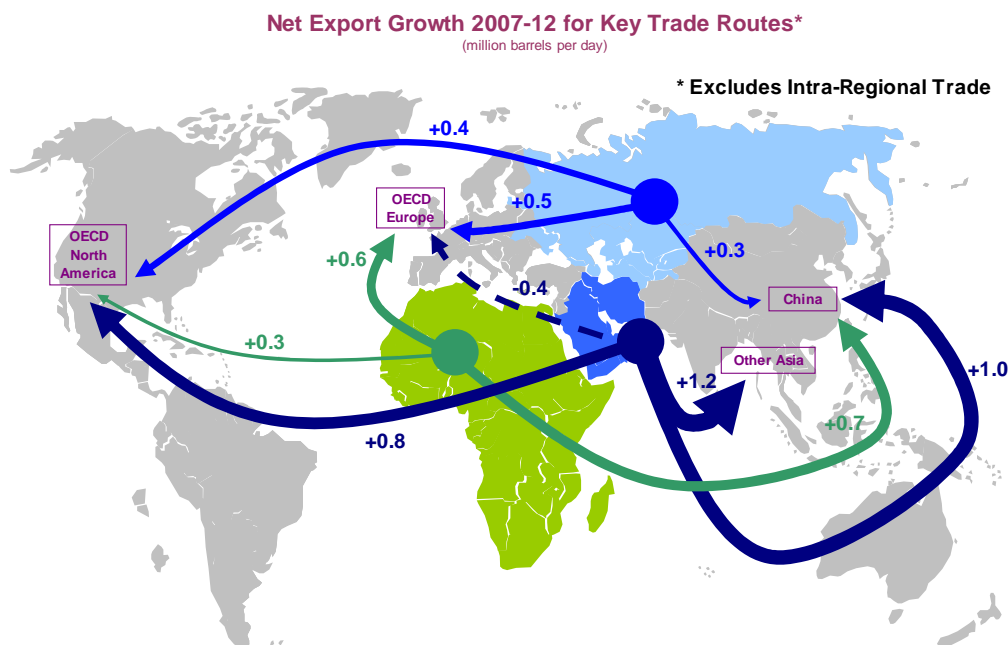 Net Export Growth 2007-12 for Key Trade Routes*
(million barrels per day)
* Excludes Intra-Regional Trade
+0.4
OECD
Europe
+0.5
OECD
North
America
+0.6
+0.3
-0.4
China
+0.3
Other Asia
+1.2
+1.0
+0.8
+0.7